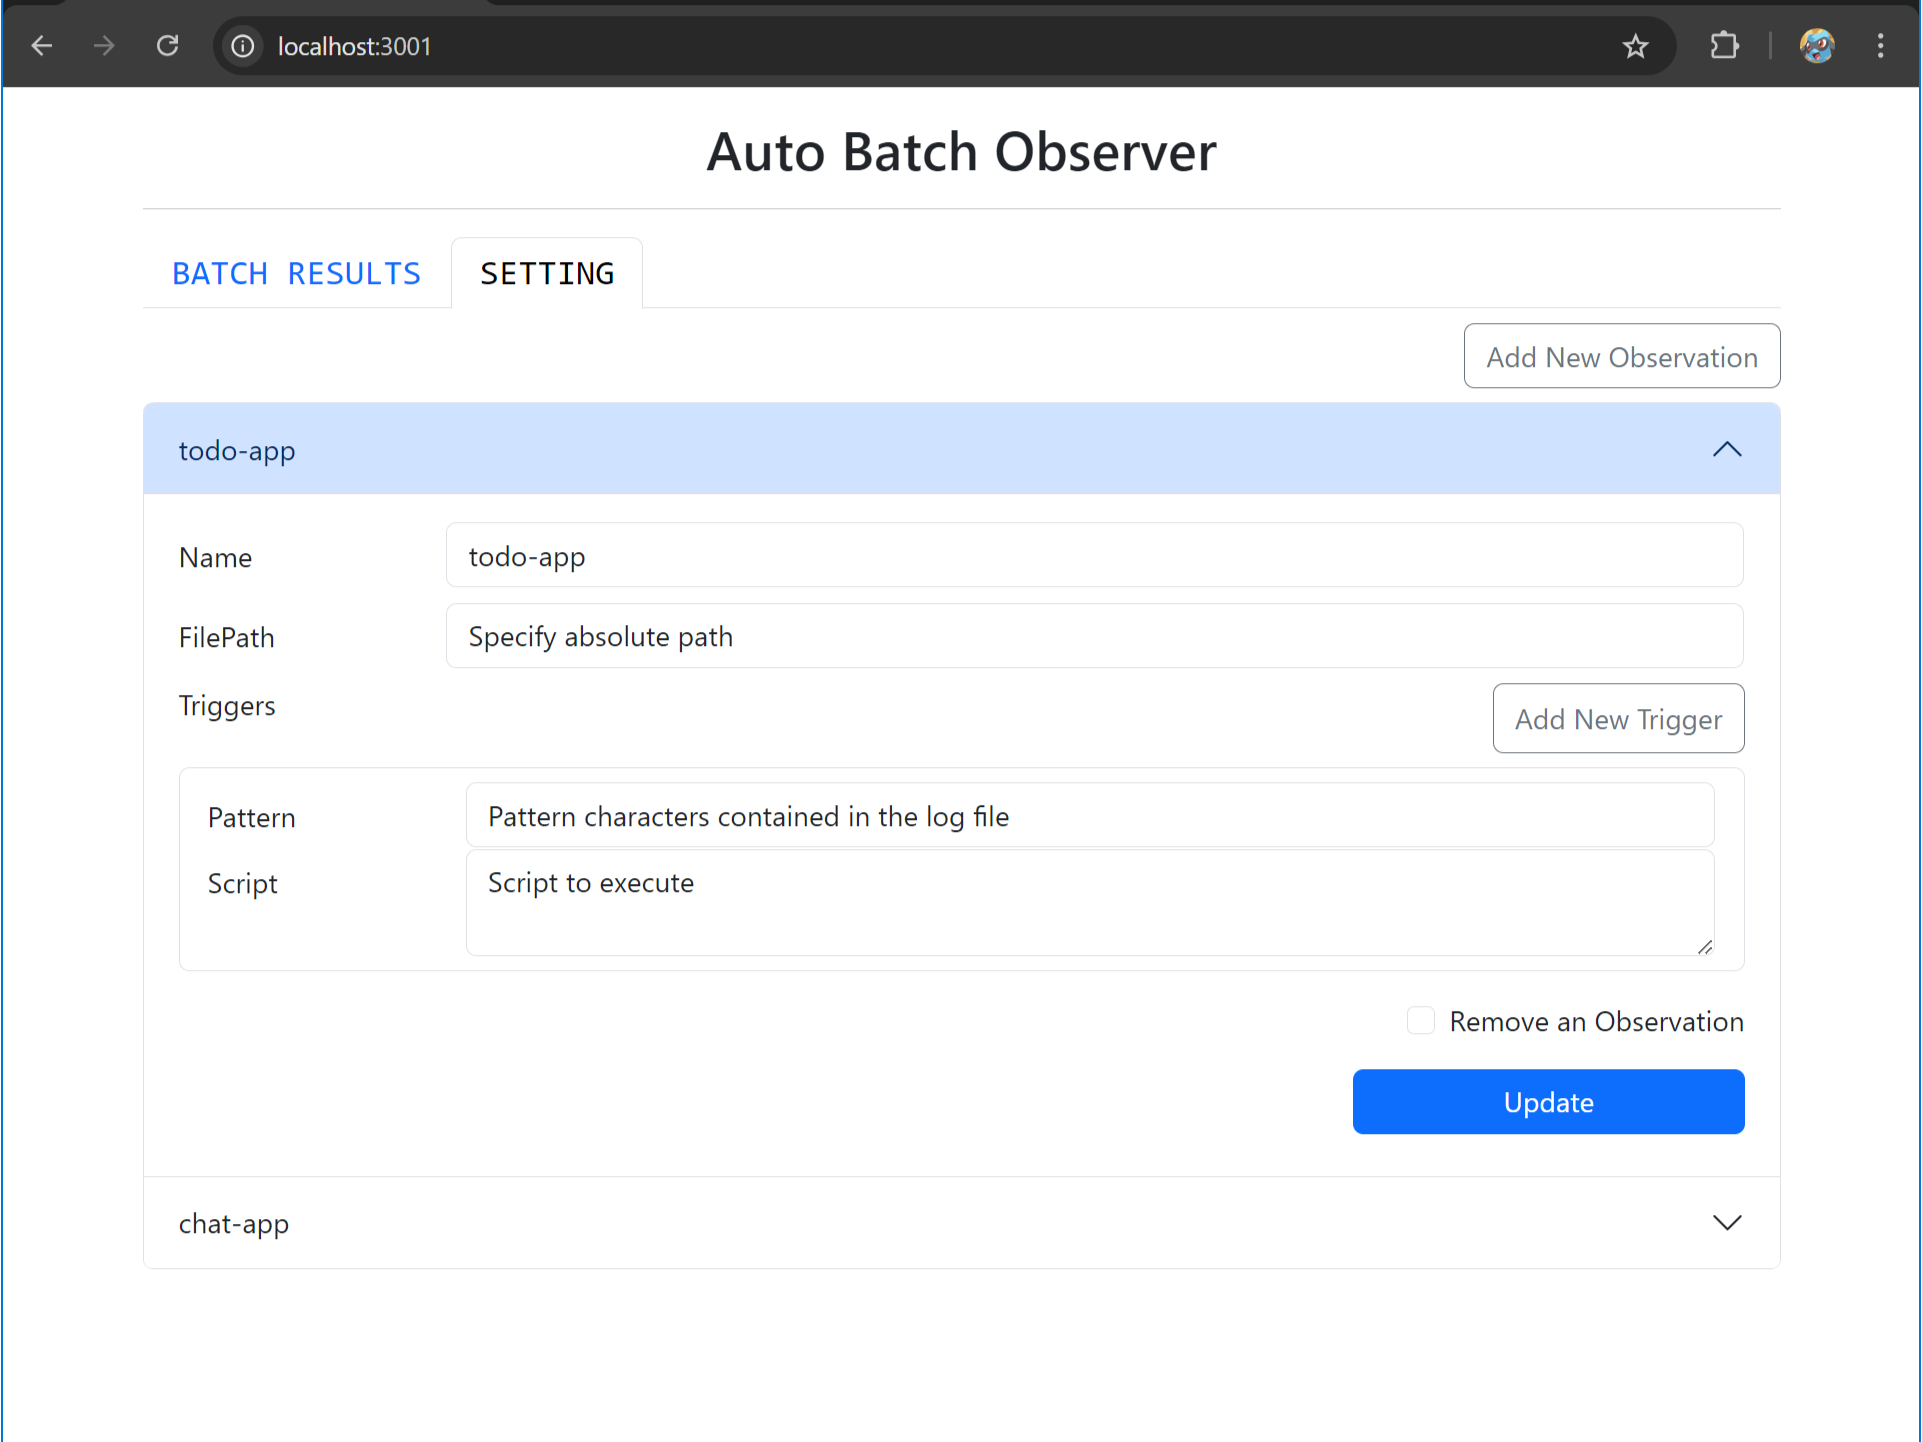 localhost:3001
Auto Batch Observer
BATCH RESULTS SETTING
Add New Observation
todo-app
Name todo-app
FilePath Specify absolute path
Triggers Add New Trigger
Pattern Pattern characters contained in the log file
Script Script to execute
Remove an Observation
Update
chat-app